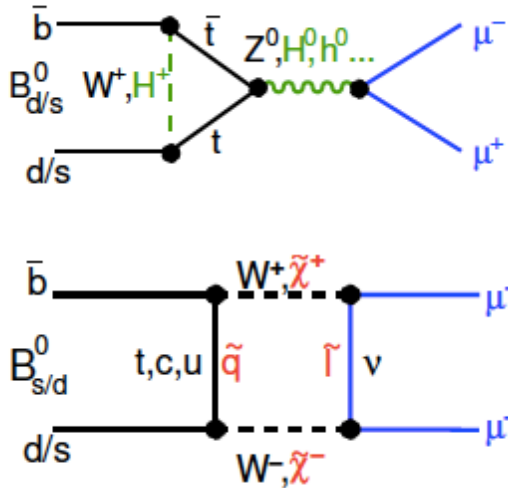 b̄ t̄ Z⁰,H⁰,h⁰... μ⁻
B⁰d/s W⁺,H⁺
t
d/s μ⁺
W⁺,χ̃⁺
b̄ μ⁻
B⁰s/d t,c,u q̃ l̃ ν
d/s μ⁻
W⁻,χ̃⁻